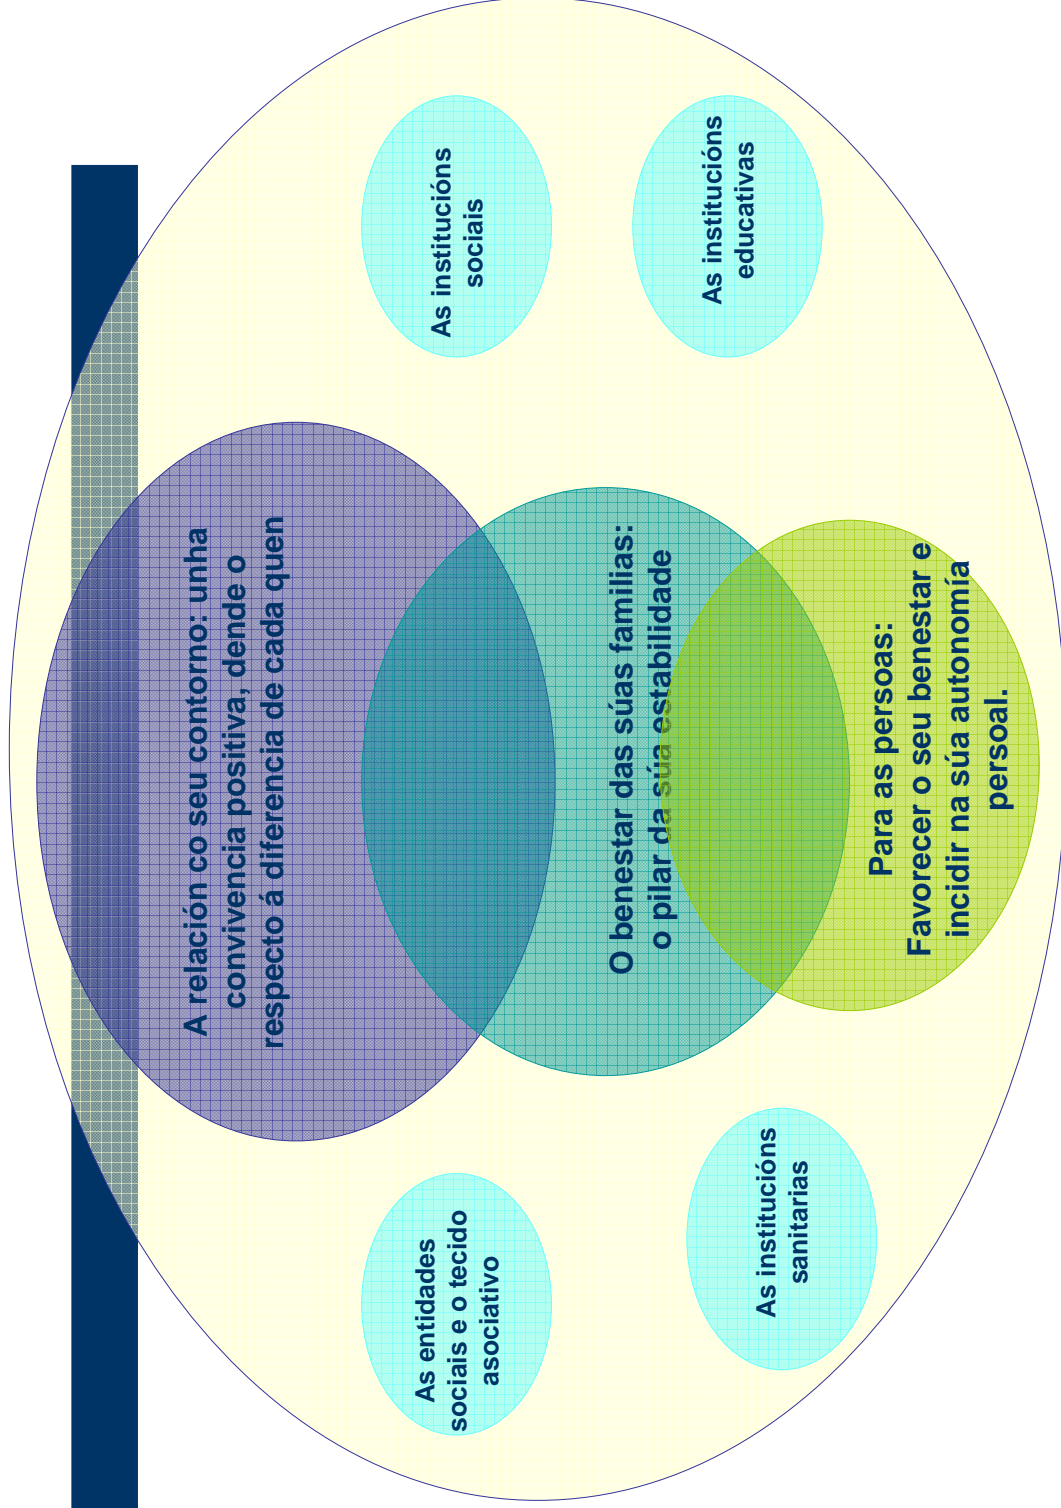 A relación co seu contorno: unha
convivencia positiva, dende o
respecto á diferencia de cada quen
As entidades
sociais e o tecido
asociativo
As institucións
sociais
O benestar das súas familias:
o pilar da súa estabilidade
As institucións
sanitarias
As institucións
educativas
Para as persoas:
Favorecer o seu benestar e
incidir na súa autonomía
persoal.